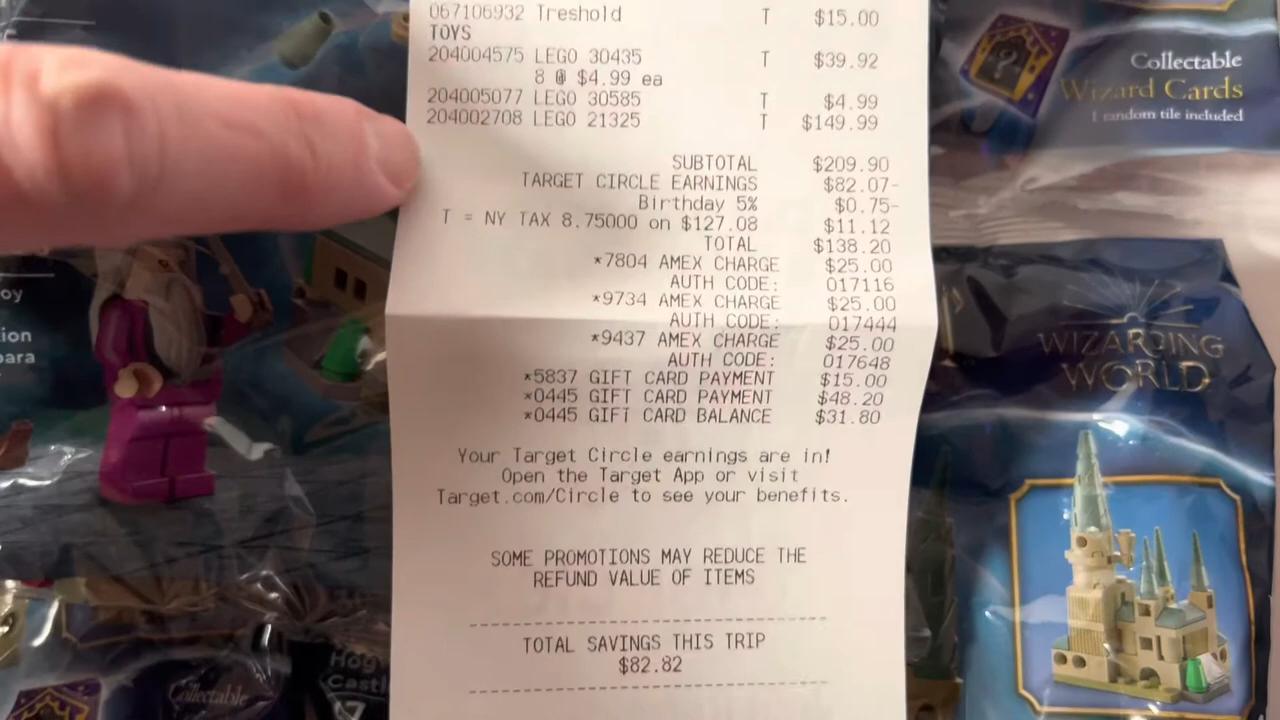 067106932 Treshold T $15.00
TOYS
204004575 LEGO 30435 T $39.92
8 @ $4.99 ea
204005077 LEGO 30585 T $4.99
204002708 LEGO 21325 T $149.99
SUBTOTAL $209.90
TARGET CIRCLE EARNINGS $82.07-
Birthday 5% $0.75-
T = NY TAX 8.75000 on $127.08 $11.12
TOTAL $138.20
*7804 AMEX CHARGE $25.00
AUTH CODE: 017116
*9734 AMEX CHARGE $25.00
AUTH CODE: 017444
*9437 AMEX CHARGE $25.00
AUTH CODE: 017648
*5837 GIFT CARD PAYMENT $15.00
*0445 GIFT CARD PAYMENT $48.20
*0445 GIFT CARD BALANCE $31.80
Your Target Circle earnings are in!
Open the Target App or visit
Target.com/Circle to see your benefits.
SOME PROMOTIONS MAY REDUCE THE
REFUND VALUE OF ITEMS
TOTAL SAVINGS THIS TRIP
$82.82
Collectable
Wizard Cards
1 random tile included
WIZARDING
WORLD
oy
tion
para
Hog
Castl
Collectable